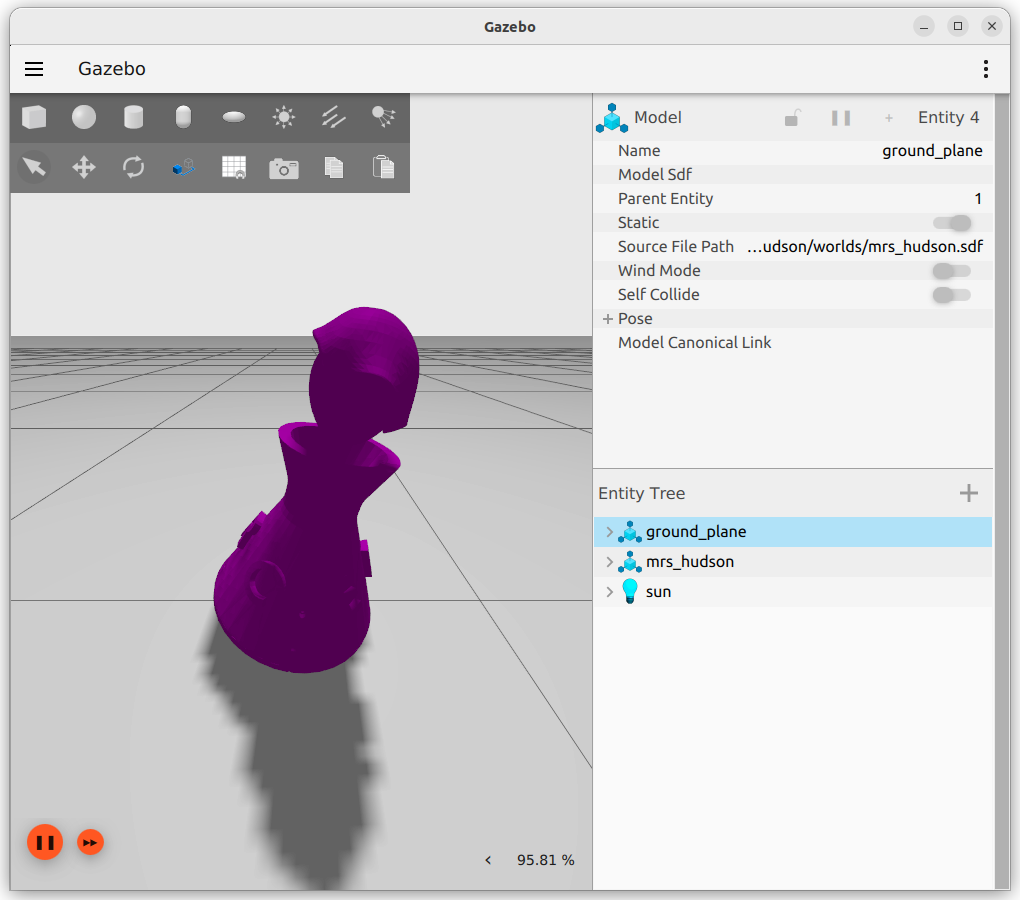 Gazebo
Gazebo
Model
Entity 4
Name ground_plane
Model Sdf
Parent Entity 1
Static
Source File Path ...udson/worlds/mrs_hudson.sdf
Wind Mode
Self Collide
Pose
Model Canonical Link
Entity Tree
ground_plane
mrs_hudson
sun
95.81 %